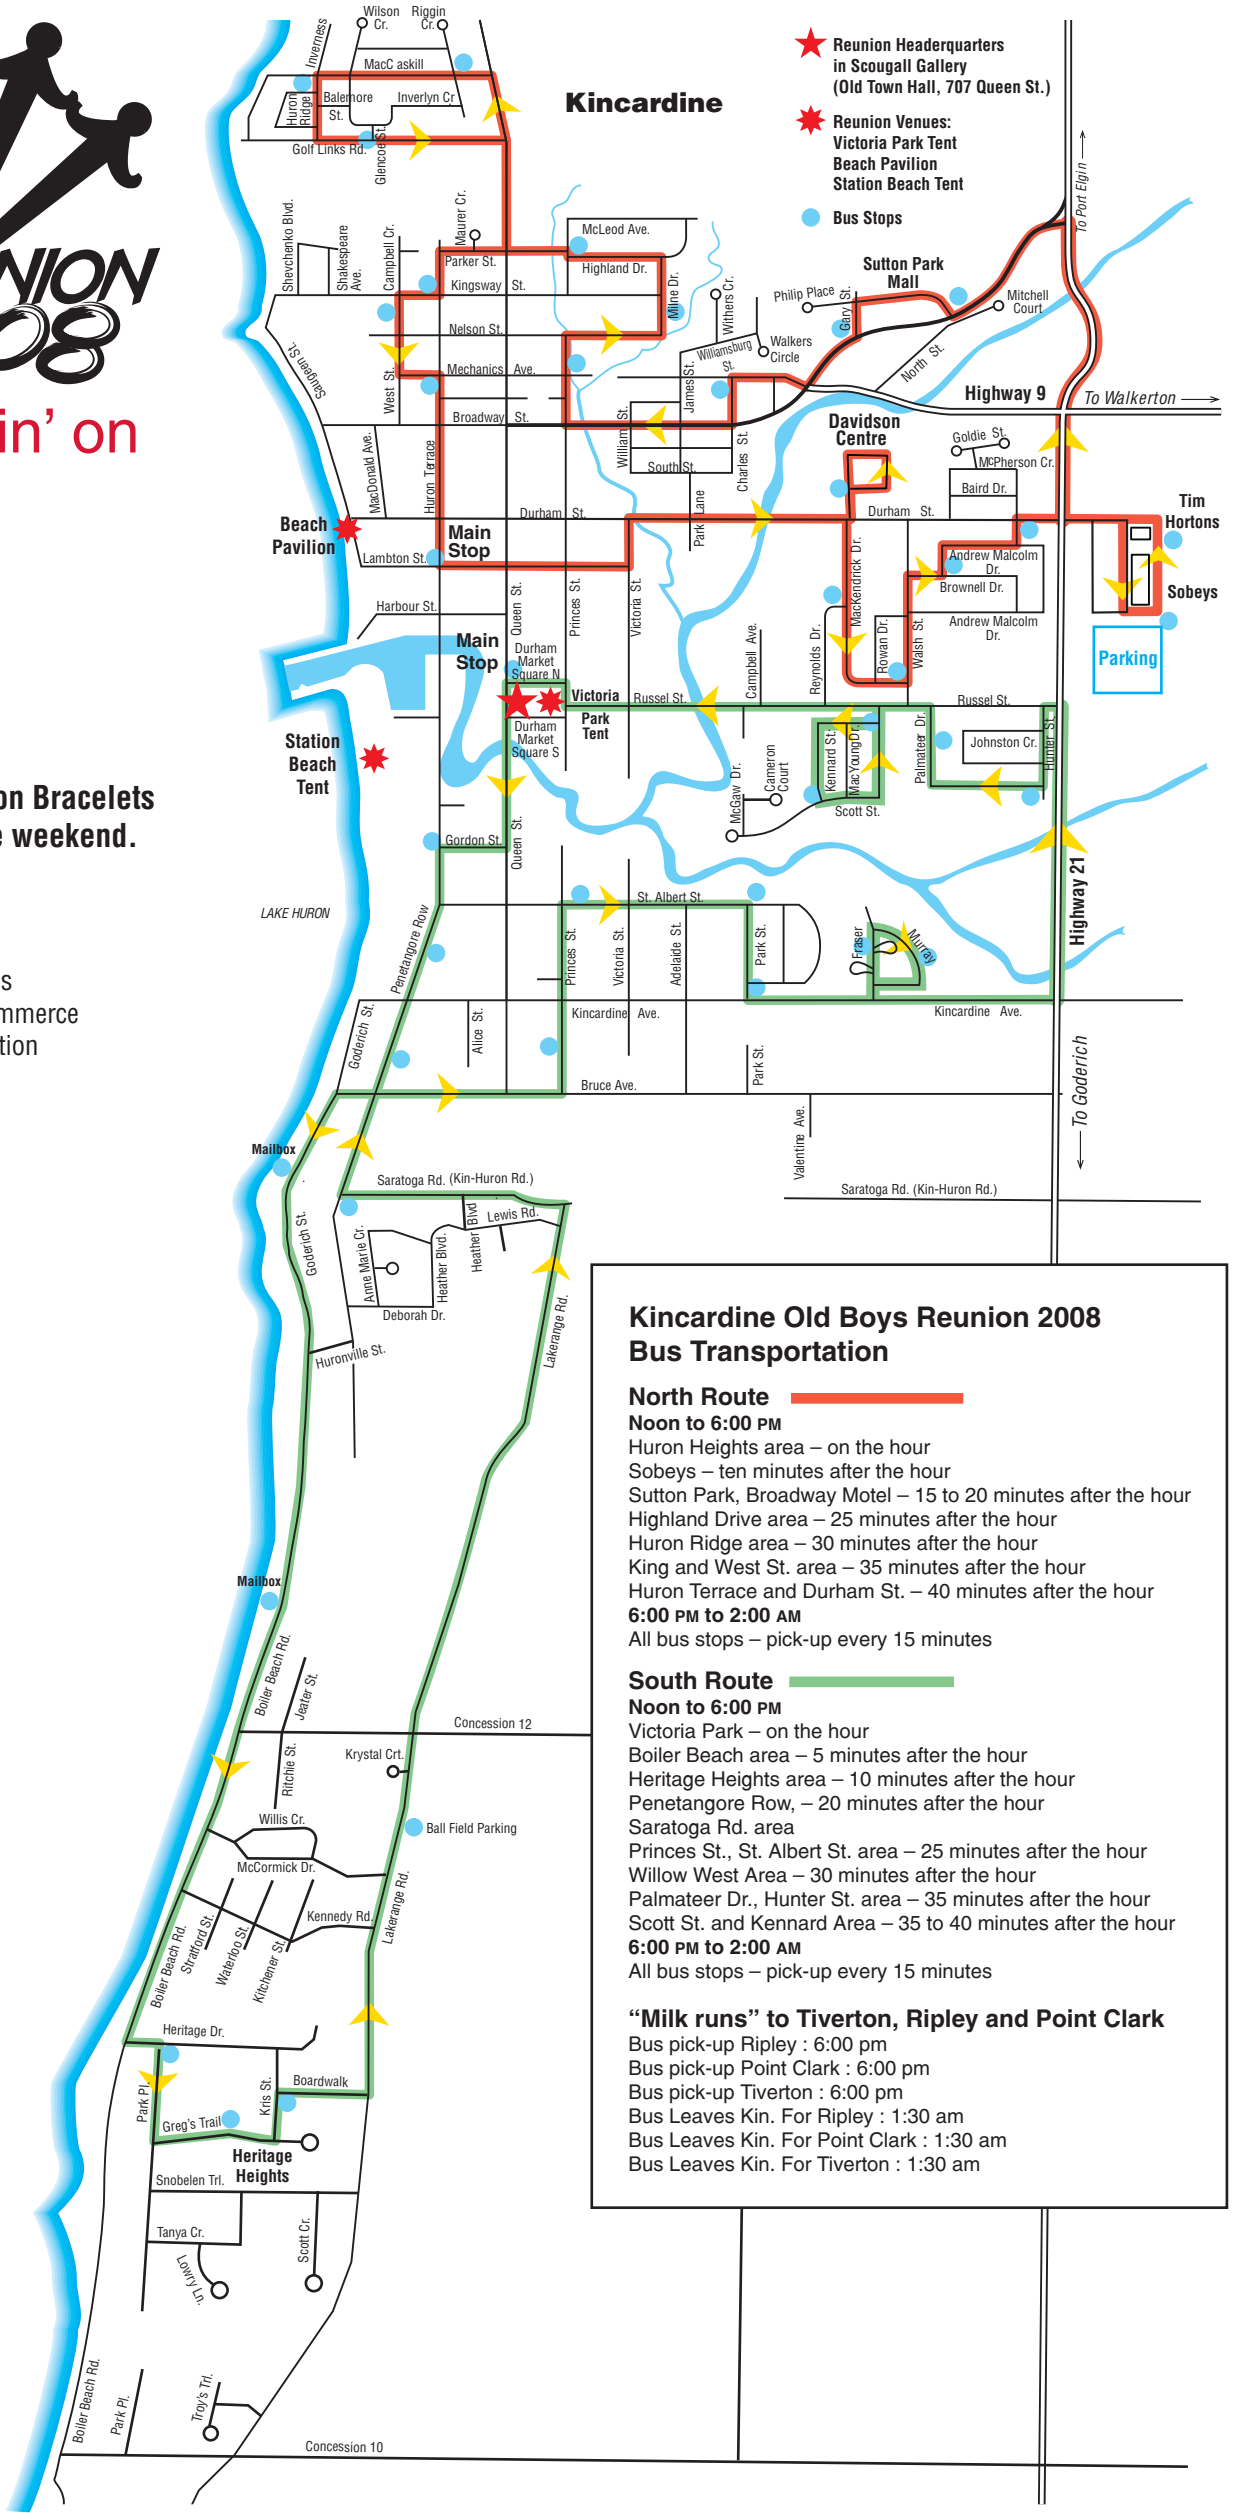 Wilson Cr.
Riggin Cr.
Inverness
MacC askill
Huron Ridge
Balemore St.
Inverlyn Cr
Golf Links Rd.
Glencoe St.
Kincardine
Reunion Headerquarters
in Scougall Gallery
(Old Town Hall, 707 Queen St.)
Reunion Venues:
Victoria Park Tent
Beach Pavilion
Station Beach Tent
Bus Stops
To Port Elgin
NION
08
in' on
Shevchenko Blvd.
Shakespeare Ave.
Campbell Cr.
Maurer Cr.
McLeod Ave.
Parker St.
Highland Dr.
Kingsway St.
Milne Dr.
Withers Cr.
Philip Place
Gary St.
Sutton Park
Mall
Mitchell
Court
Nelson St.
Saugeen St.
West St.
Mechanics Ave.
Williamsburg St.
Walkers
Circle
North St.
James St.
Broadway St.
William St.
Charles St.
South St.
Highway 9
To Walkerton
Davidson
Centre
Goldie St.
McPherson Cr.
Baird Dr.
MacDonald Ave.
Huron Terrace
Durham St.
Park Lane
Durham St.
Tim
Hortons
Beach
Pavilion
Main
Stop
Lambton St.
Andrew Malcolm
Dr.
Brownell Dr.
Andrew Malcolm
Dr.
Sobeys
Parking
Harbour St.
Queen St.
Princes St.
Victoria St.
MacKendrick Dr.
Reynolds Dr.
Rowan Dr.
Walsh St.
Campbell Ave.
Main
Stop
Durham
Market
Square N
Victoria
Park
Tent
Russel St.
Russel St.
Durham
Market
Square S
Station
Beach
Tent
Kennard St.
MacYoung Dr.
Palmateer Dr.
Johnston Cr.
Hunter St.
McGaw Dr.
Cameron
Court
Scott St.
on Bracelets
e weekend.
Gordon St.
Queen St.
Highway 21
LAKE HURON
Penetangore Row
St. Albert St.
Princes St.
Victoria St.
Adelaide St.
Park St.
Fraser
Murray
s
mmerce
tion
Goderich St.
Alice St.
Kincardine Ave.
Kincardine Ave.
Bruce Ave.
Park St.
To Goderich
Valentine Ave.
Mailbox
Saratoga Rd. (Kin-Huron Rd.)
Saratoga Rd. (Kin-Huron Rd.)
Goderich St.
Anne Marie Cr.
Heather Blvd.
Heather Blvd
Lewis Rd.
Deborah Dr.
Huronville St.
Lakerange Rd.
Kincardine Old Boys Reunion 2008
Bus Transportation
North Route
Noon to 6:00 PM
Huron Heights area – on the hour
Sobeys – ten minutes after the hour
Sutton Park, Broadway Motel – 15 to 20 minutes after the hour
Highland Drive area – 25 minutes after the hour
Huron Ridge area – 30 minutes after the hour
King and West St. area – 35 minutes after the hour
Huron Terrace and Durham St. – 40 minutes after the hour
6:00 PM to 2:00 AM
All bus stops – pick-up every 15 minutes
South Route
Noon to 6:00 PM
Victoria Park – on the hour
Boiler Beach area – 5 minutes after the hour
Heritage Heights area – 10 minutes after the hour
Penetangore Row, – 20 minutes after the hour
Saratoga Rd. area
Princes St., St. Albert St. area – 25 minutes after the hour
Willow West Area – 30 minutes after the hour
Palmateer Dr., Hunter St. area – 35 minutes after the hour
Scott St. and Kennard Area – 35 to 40 minutes after the hour
6:00 PM to 2:00 AM
All bus stops – pick-up every 15 minutes
“Milk runs” to Tiverton, Ripley and Point Clark
Bus pick-up Ripley : 6:00 pm
Bus pick-up Point Clark : 6:00 pm
Bus pick-up Tiverton : 6:00 pm
Bus Leaves Kin. For Ripley : 1:30 am
Bus Leaves Kin. For Point Clark : 1:30 am
Bus Leaves Kin. For Tiverton : 1:30 am
Mailbox
Boiler Beach Rd.
Jeater St.
Concession 12
Ritchie St.
Krystal Crt.
Willis Cr.
Ball Field Parking
McCormick Dr.
Lakerange Rd.
Boiler Beach Rd.
Stratford St.
Waterloo St.
Kitchener St.
Kennedy Rd.
Heritage Dr.
Park Pl.
Kris St.
Boardwalk
Greg's Trail
Heritage
Heights
Snobelen Trl.
Tanya Cr.
Lowry Ln.
Scott Cr.
Boiler Beach Rd.
Park Pl.
Troy's Trl.
Concession 10